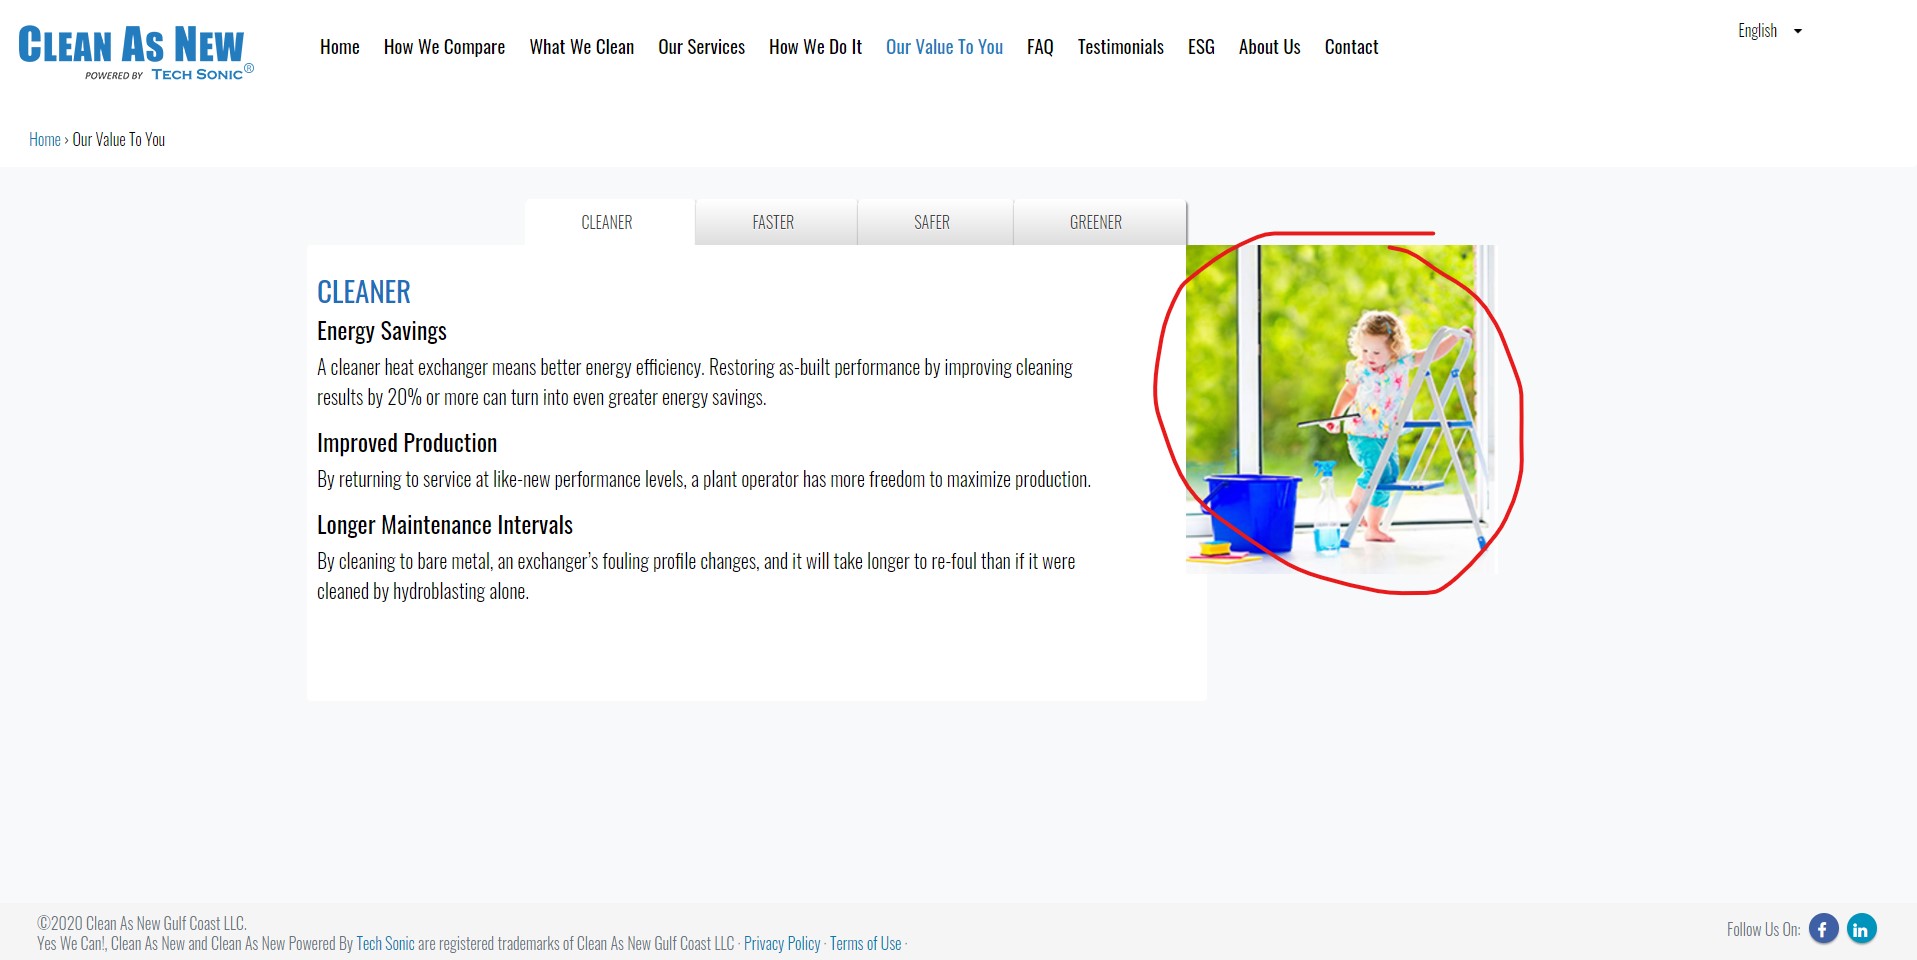 CLEAN AS NEW
POWERED BY TECH SONIC®
Home How We Compare What We Clean Our Services How We Do It Our Value To You FAQ Testimonials ESG About Us Contact
English
Home › Our Value To You
CLEANER FASTER SAFER GREENER
CLEANER
Energy Savings
A cleaner heat exchanger means better energy efficiency. Restoring as-built performance by improving cleaning
results by 20% or more can turn into even greater energy savings.
Improved Production
By returning to service at like-new performance levels, a plant operator has more freedom to maximize production.
Longer Maintenance Intervals
By cleaning to bare metal, an exchanger's fouling profile changes, and it will take longer to re-foul than if it were
cleaned by hydroblasting alone.
©2020 Clean As New Gulf Coast LLC.
Yes We Can!, Clean As New and Clean As New Powered By Tech Sonic are registered trademarks of Clean As New Gulf Coast LLC · Privacy Policy · Terms of Use ·
Follow Us On: f in